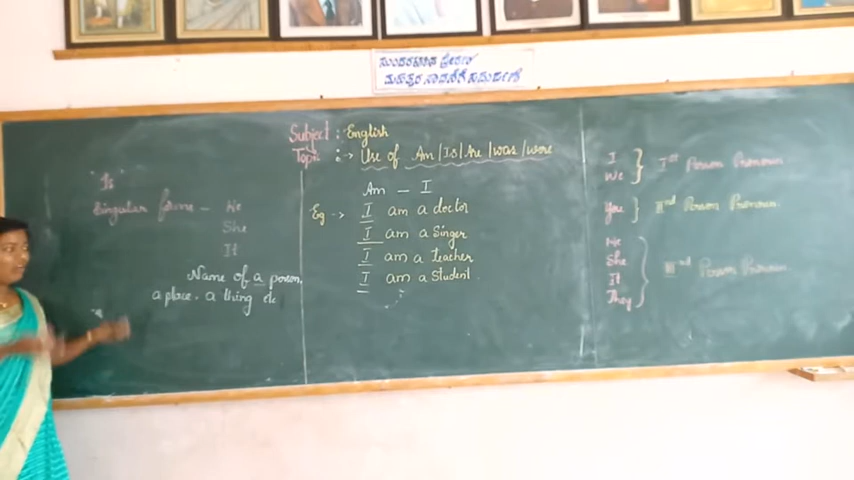 ಸುಂದರವಾದ
Subject : English
Topic :-> Use of Am/Is/Are/was/were
"Is"
Singular forms - He
She
It
Name of a person,
a place. a thing etc
Am - I
Eg --> I am a doctor
I am a Singer
I am a teacher
I am a Student.
I
We } Ist Person Pronoun
You } IInd Person Pronoun.
He
She
It
They } Person Pronoun.